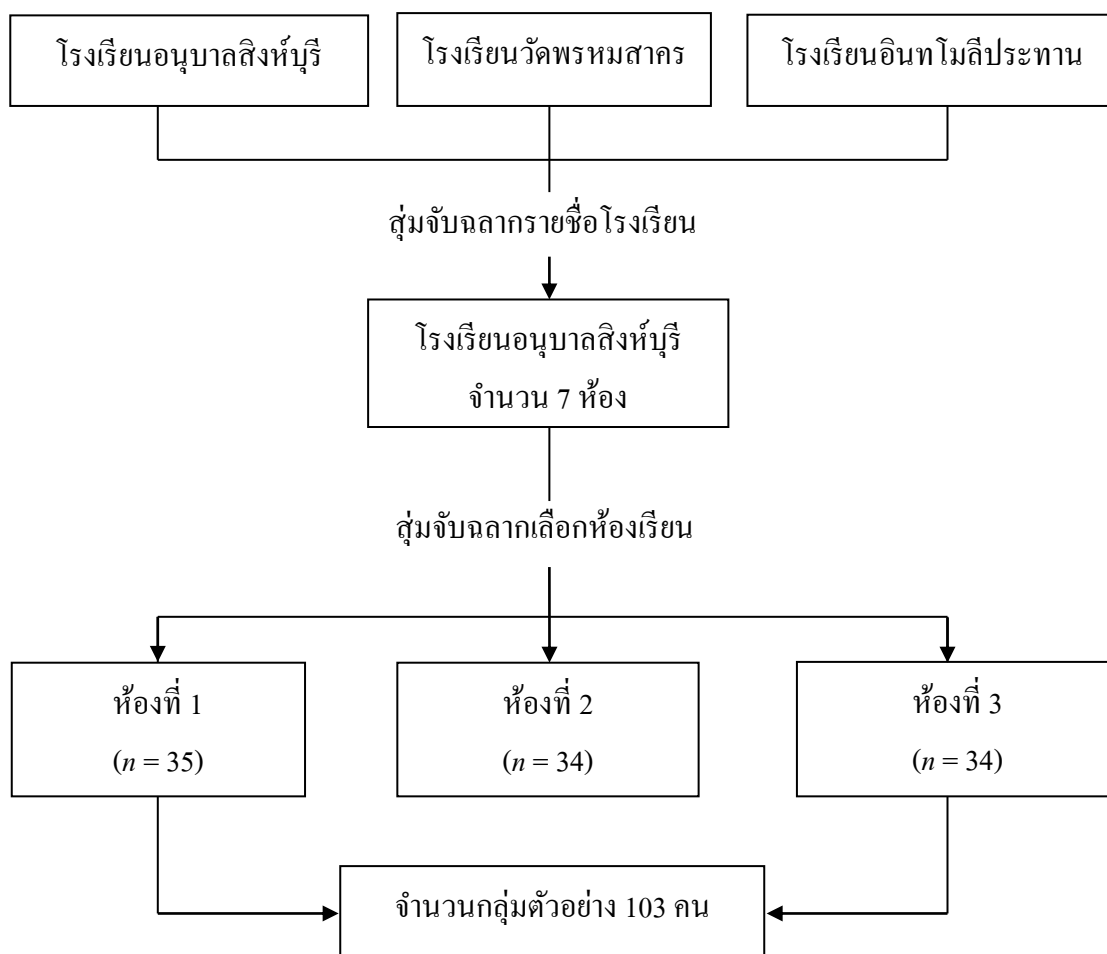 โรงเรียนอนุบาลสิงห์บุรี
โรงเรียนวัดพรหมสาคร
โรงเรียนอินทโมลีประทาน
สุ่มจับฉลากรายชื่อโรงเรียน
โรงเรียนอนุบาลสิงห์บุรี
จำนวน 7 ห้อง
สุ่มจับฉลากเลือกห้องเรียน
ห้องที่ 1
(n = 35)
ห้องที่ 2
(n = 34)
ห้องที่ 3
(n = 34)
จำนวนกลุ่มตัวอย่าง 103 คน